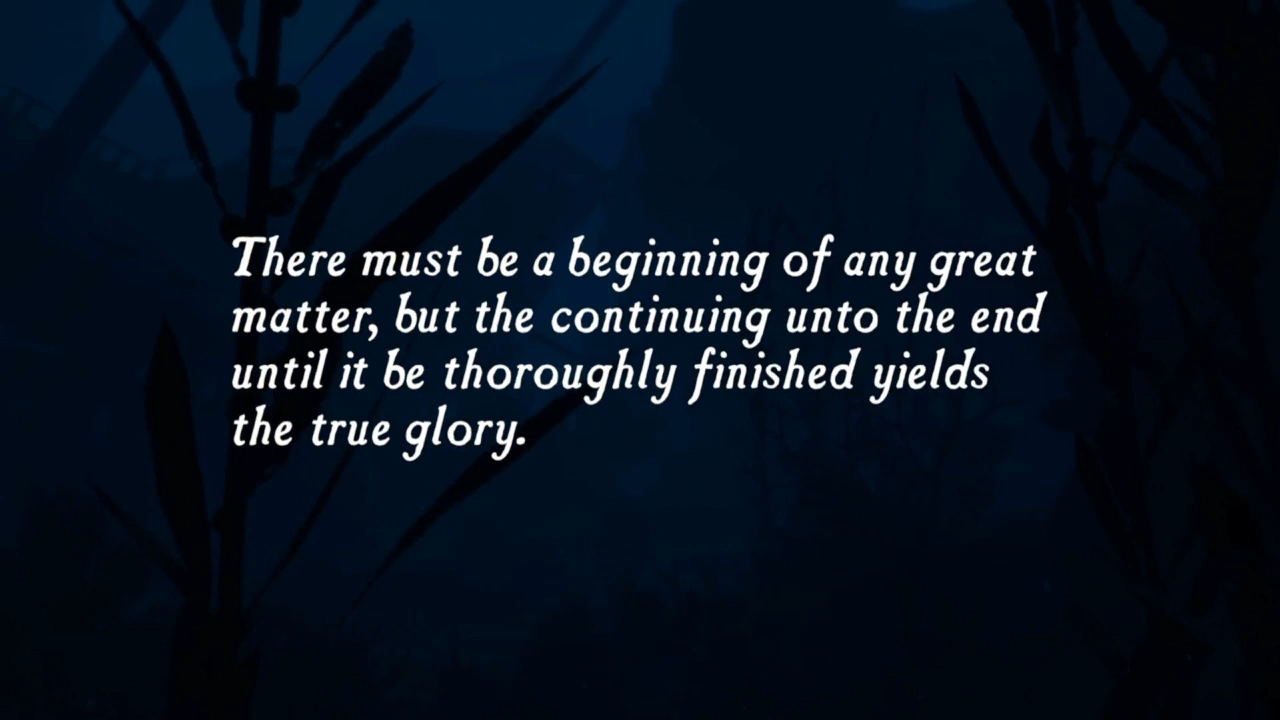 There must be a beginning of any great
matter, but the continuing unto the end
until it be thoroughly finished yields
the true glory.